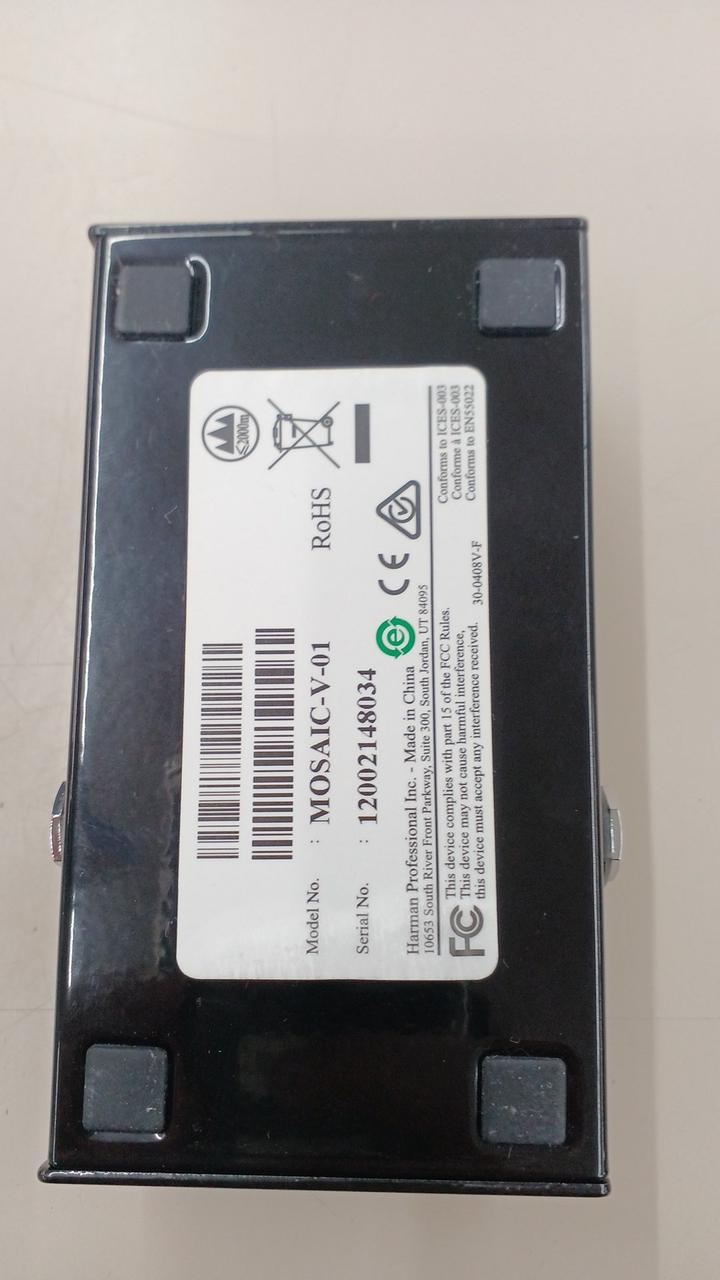 ≤2000m
Model No. : MOSAIC-V-01
RoHS
Serial No. : 12002148034
Harman Professional Inc. - Made in China
10653 South River Front Parkway, Suite 300, South Jordan, UT 84095
e
CE
FC
This device complies with part 15 of the FCC Rules.
This device may not cause harmful interference,
this device must accept any interference received.
30-0408V-F
Conforms to ICES-003
Conforme à ICES-003
Conforms to EN55022